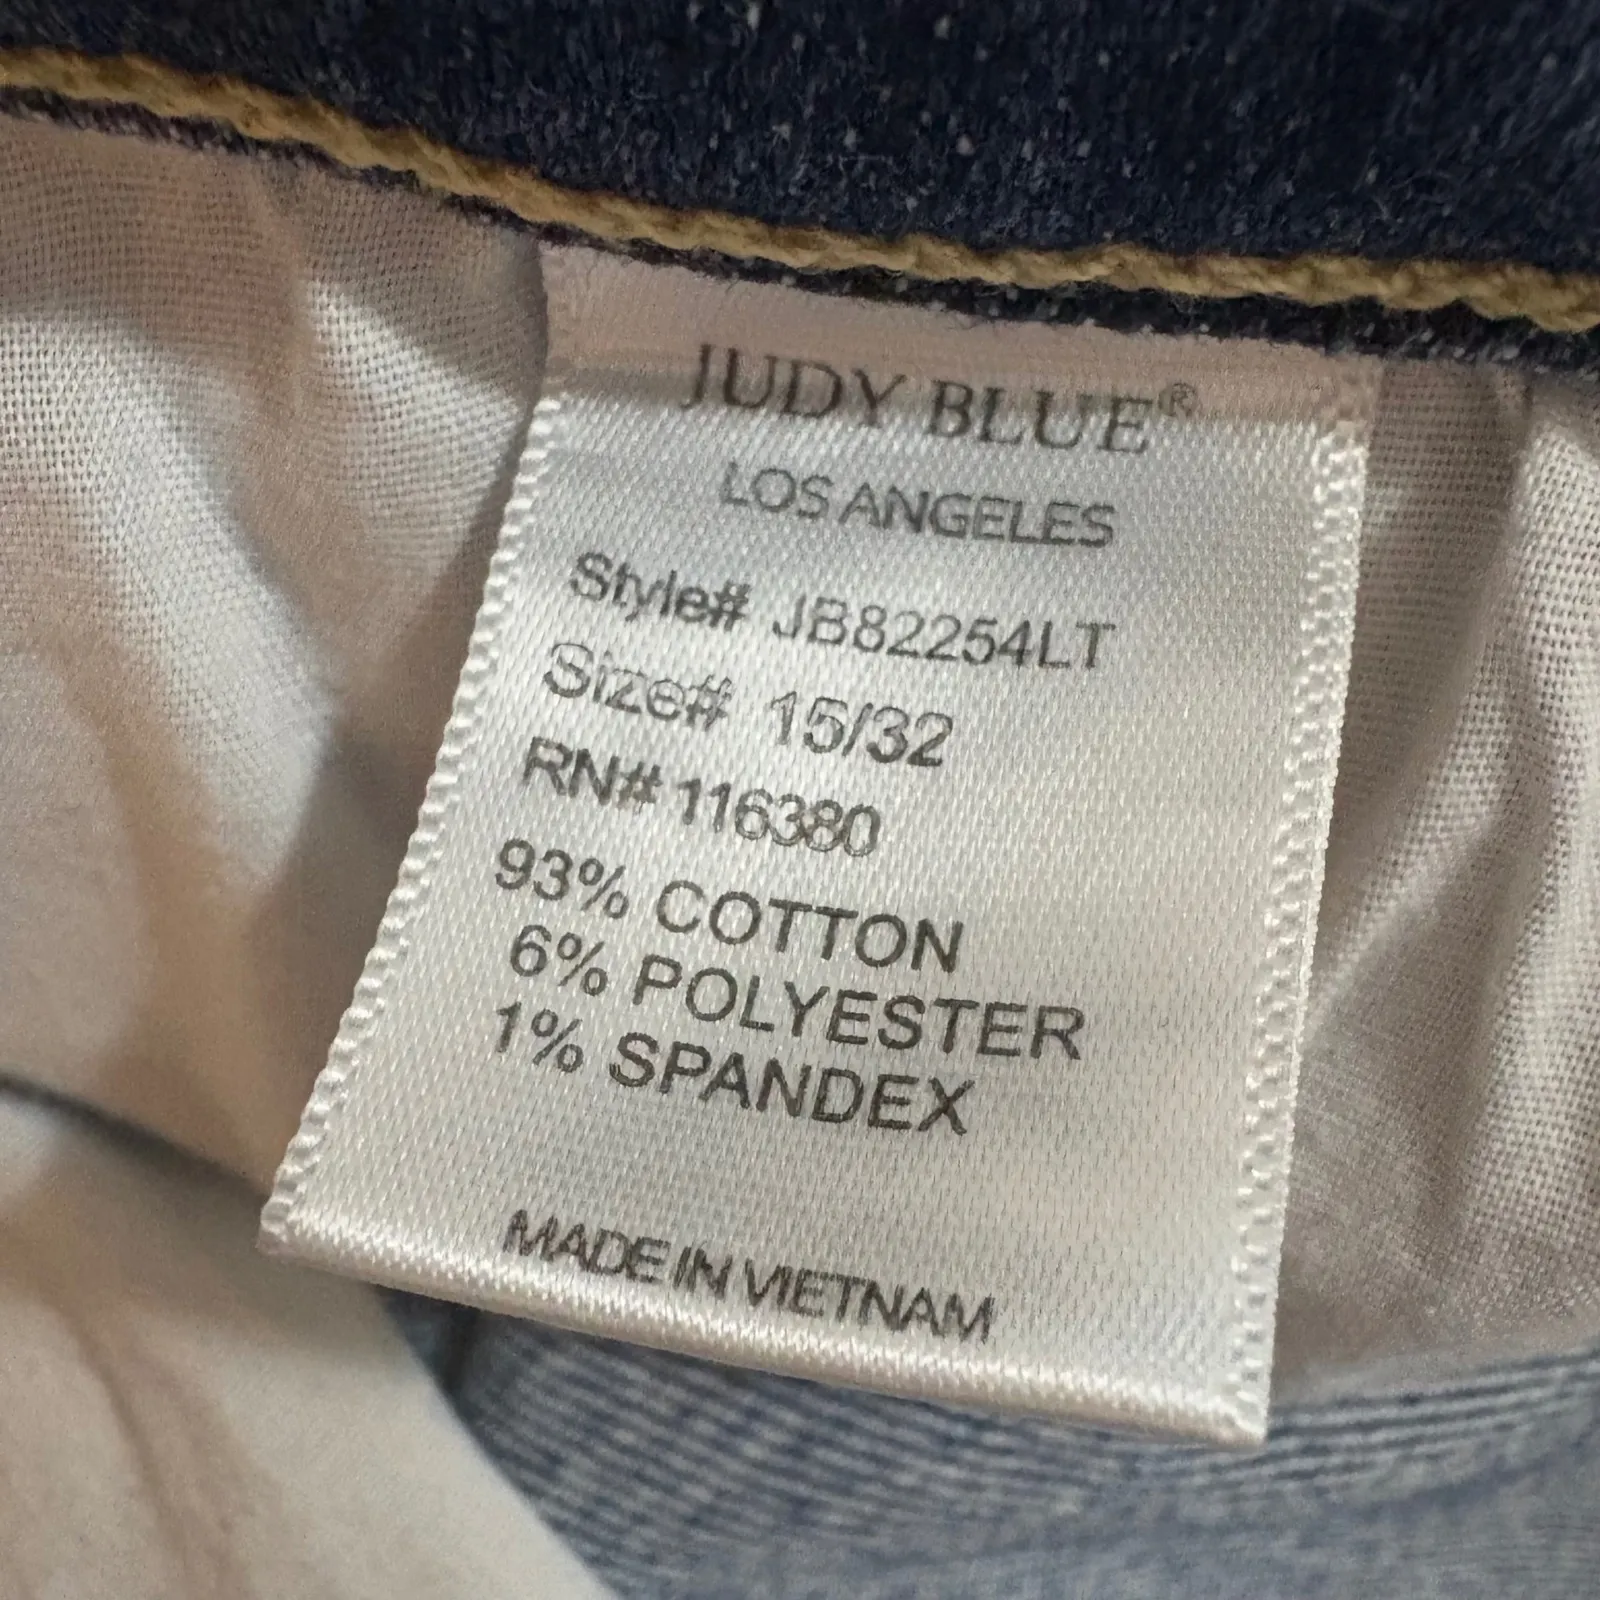 JUDY BLUE®
LOS ANGELES
Style# JB82254LT
Size# 15/32
RN# 116380
93% COTTON
6% POLYESTER
1% SPANDEX
MADE IN VIETNAM